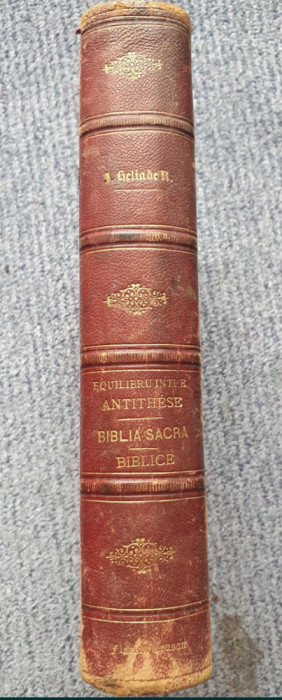 I. Heliade R.
EQUILIBRU INTRE
ANTITHESE
BIBLIA SACRA
BIBLICE